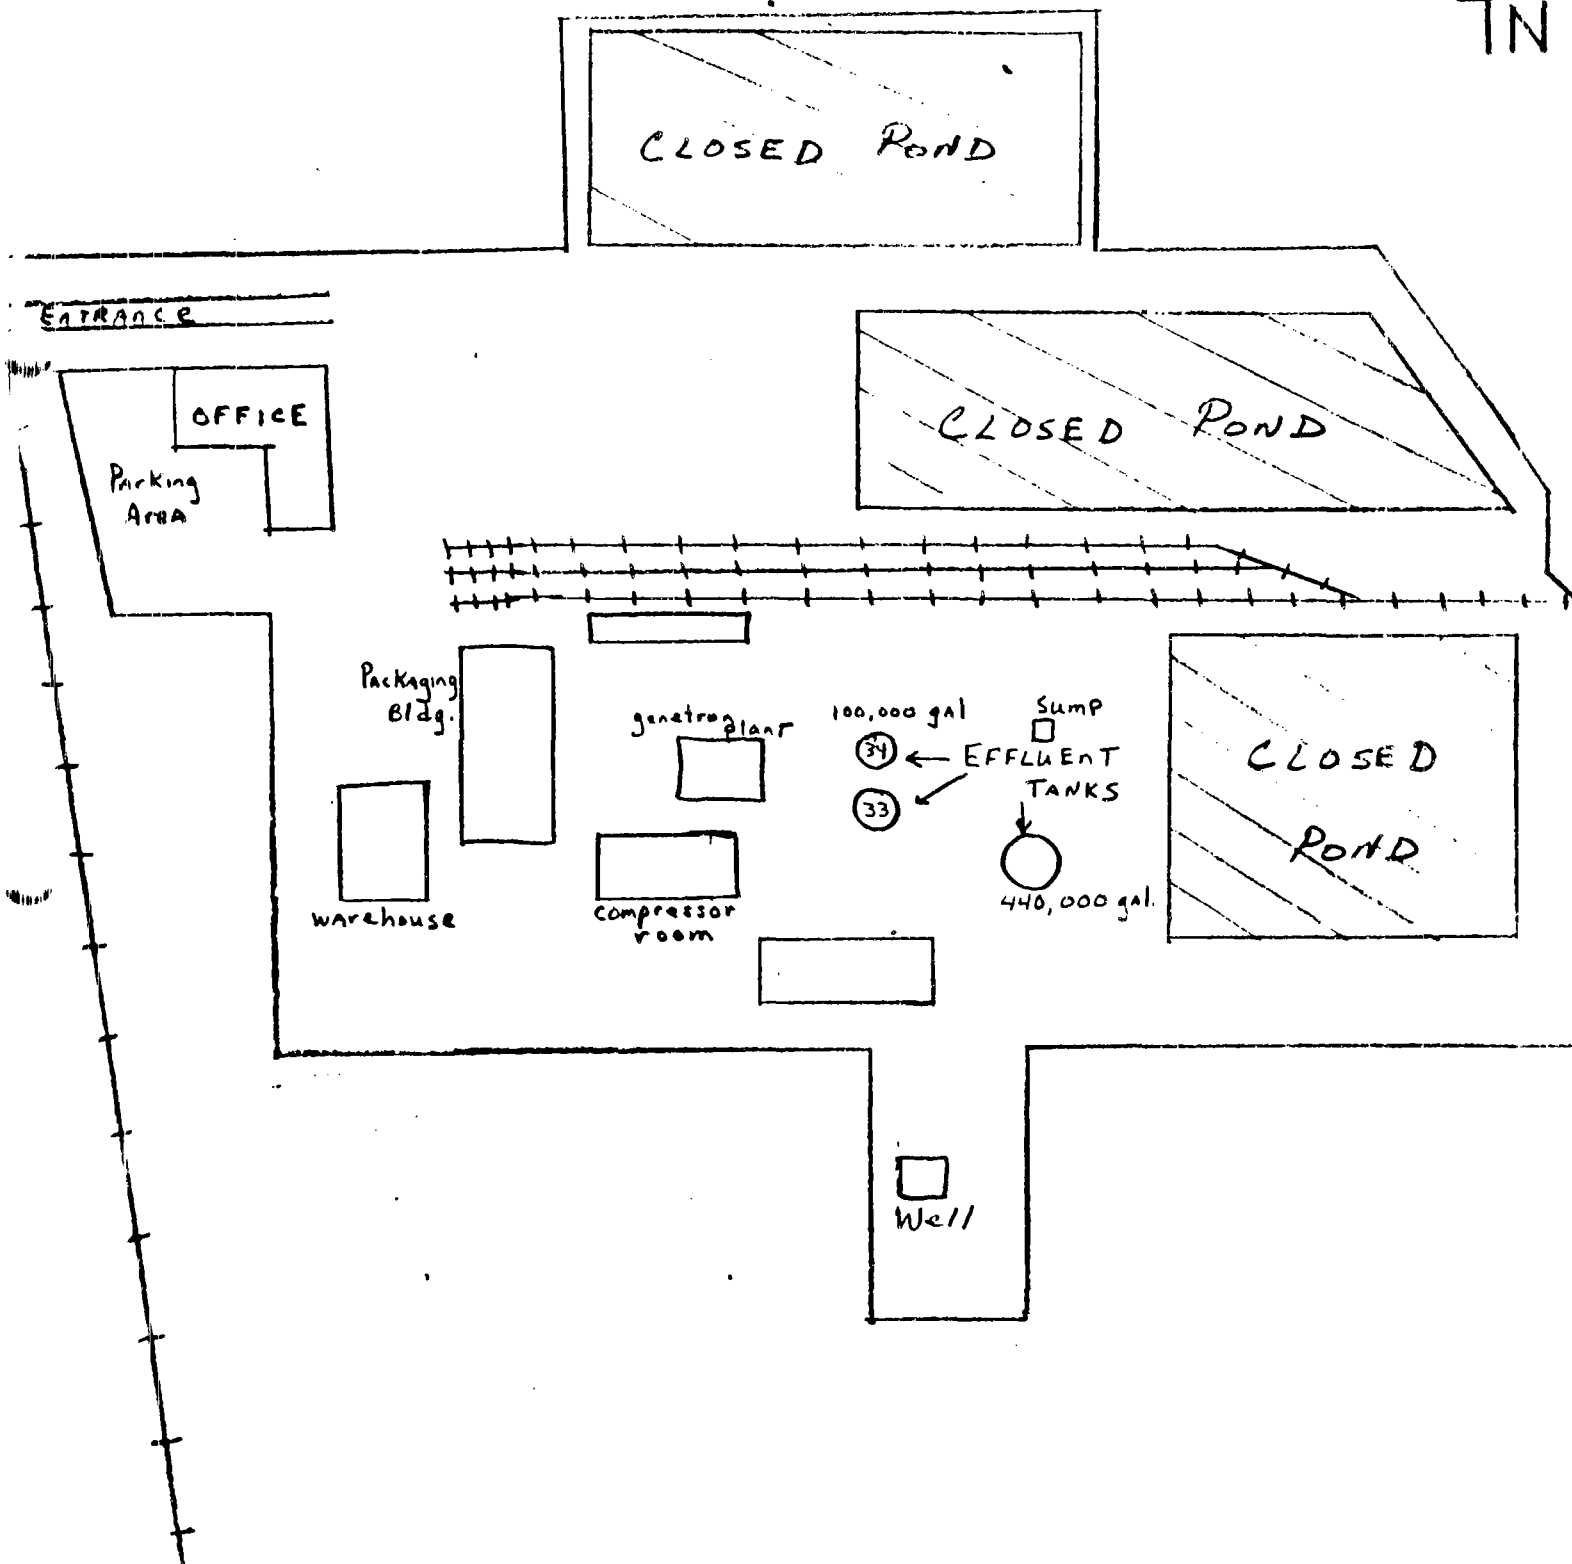 N
CLOSED POND
ENTRANCE
OFFICE
Parking
Area
CLOSED POND
Packaging
Bldg.
genetron plant
100,000 gal
Sump
34
EFFLUENT
TANKS
33
CLOSED
POND
440,000 gal.
warehouse
compressor
room
Well